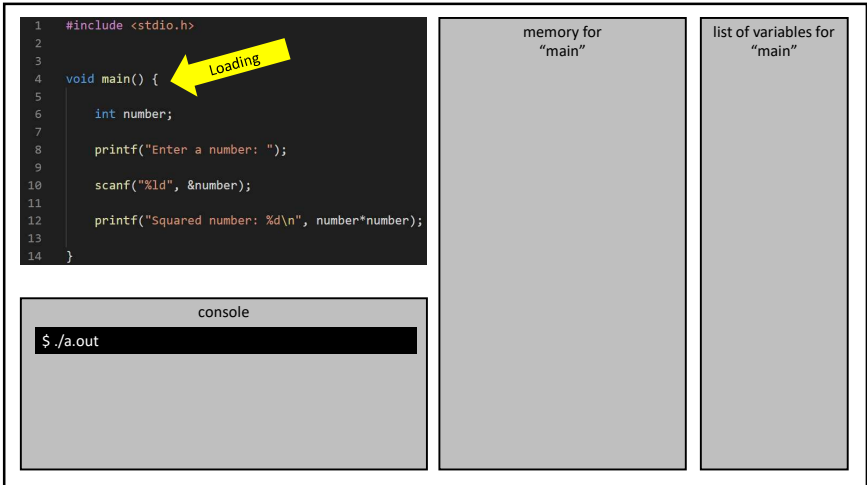 1 #include <stdio.h>
2
3
4 void main() {
5
6 int number;
7
8 printf("Enter a number: ");
9
10 scanf("%ld", &number);
11
12 printf("Squared number: %d\n", number*number);
13
14 }
Loading
console
$ ./a.out
memory for
“main”
list of variables for
“main”